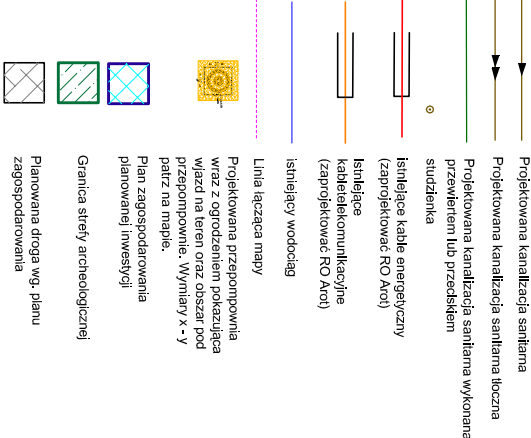 Projektowana kanalizacja sanitarna
Projektowana kanalizacja sanitarna tłoczna
Projektowana kanalizacja sanitarna wykonana
przewiertem lub przeciskiem
studzienka
istniejące kable energetyczny
(zaprojektować RO Arot)
Istniejące
kabletelekomunikacyjne
(zaprojektować RO Arot)
istniejący wodociąg
Linia łącząca mapy
Projektowena przepompownia
wraz z ogrodzeniem pokazująca
wjazd na teren oraz obszar pod
przepompownie. Wymiary x - y
patrz na mapie.
Plan zagospodarowania
planowanej inwestycji
Granica strefy archeologicznej
Planowana droga wg. planu
zagospodarowania